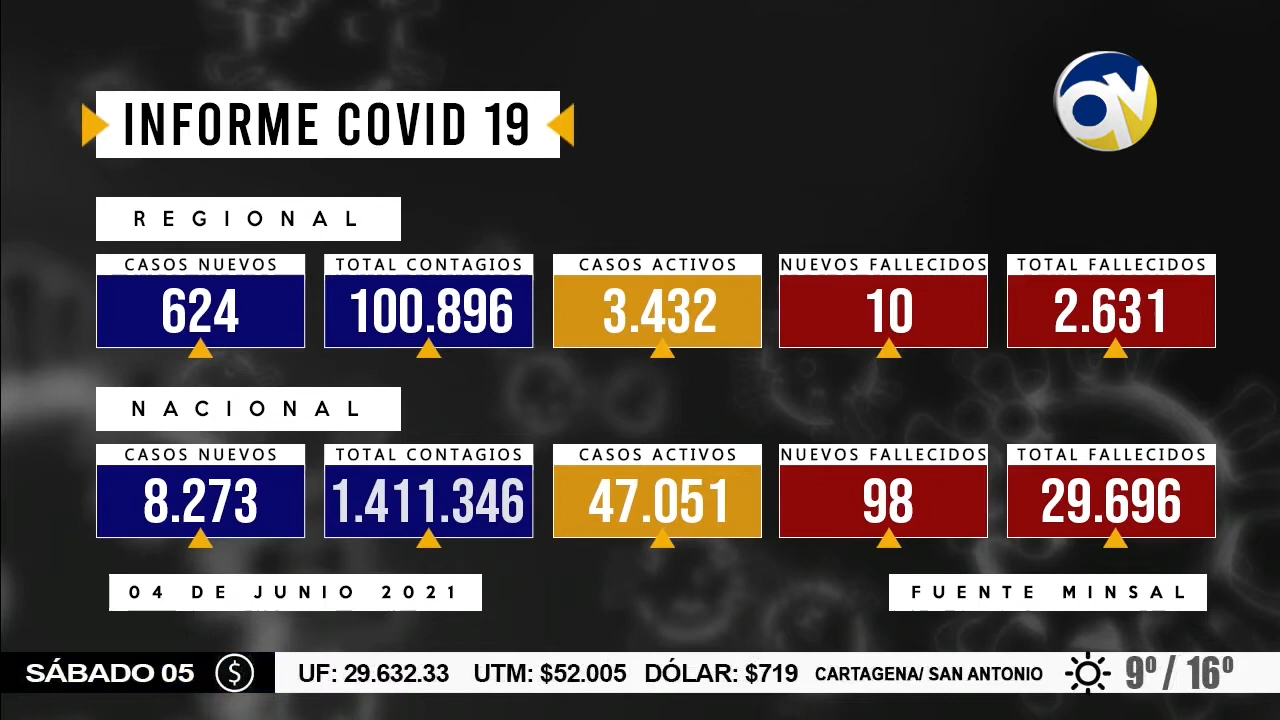 INFORME COVID 19
REGIONAL
CASOS NUEVOS TOTAL CONTAGIOS CASOS ACTIVOS NUEVOS FALLECIDOS TOTAL FALLECIDOS
624 100.896 3.432 10 2.631
NACIONAL
CASOS NUEVOS TOTAL CONTAGIOS CASOS ACTIVOS NUEVOS FALLECIDOS TOTAL FALLECIDOS
8.273 1.411.346 47.051 98 29.696
04 DE JUNIO 2021 FUENTE MINSAL
SÁBADO 05 $ UF: 29.632.33 UTM: $52.005 DÓLAR: $719 CARTAGENA/ SAN ANTONIO 9º / 16º